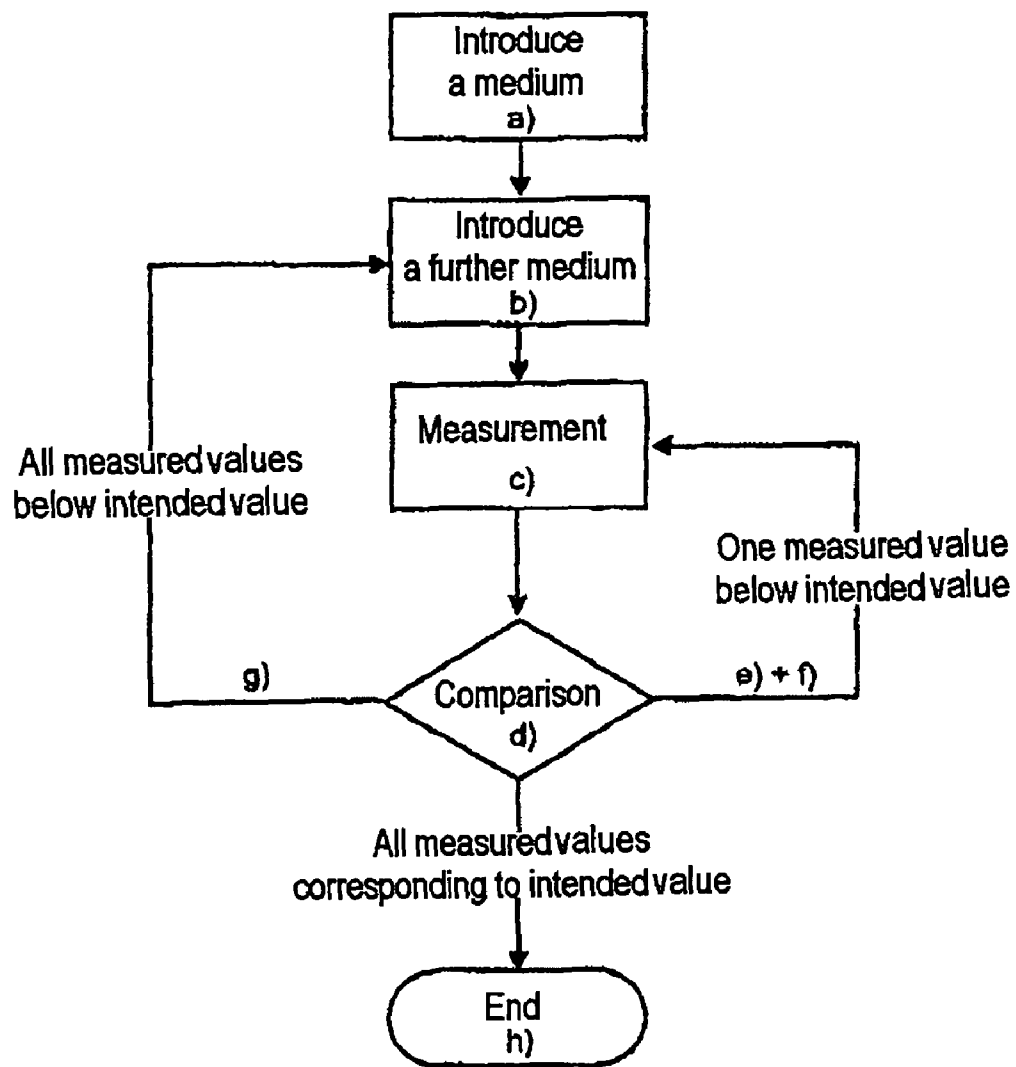 Introduce
a medium
a)
Introduce
a further medium
b)
Measurement
c)
All measured values
below intended value
One measured value
below intended value
g)
e) + f)
Comparison
d)
All measured values
corresponding to intended value
End
h)